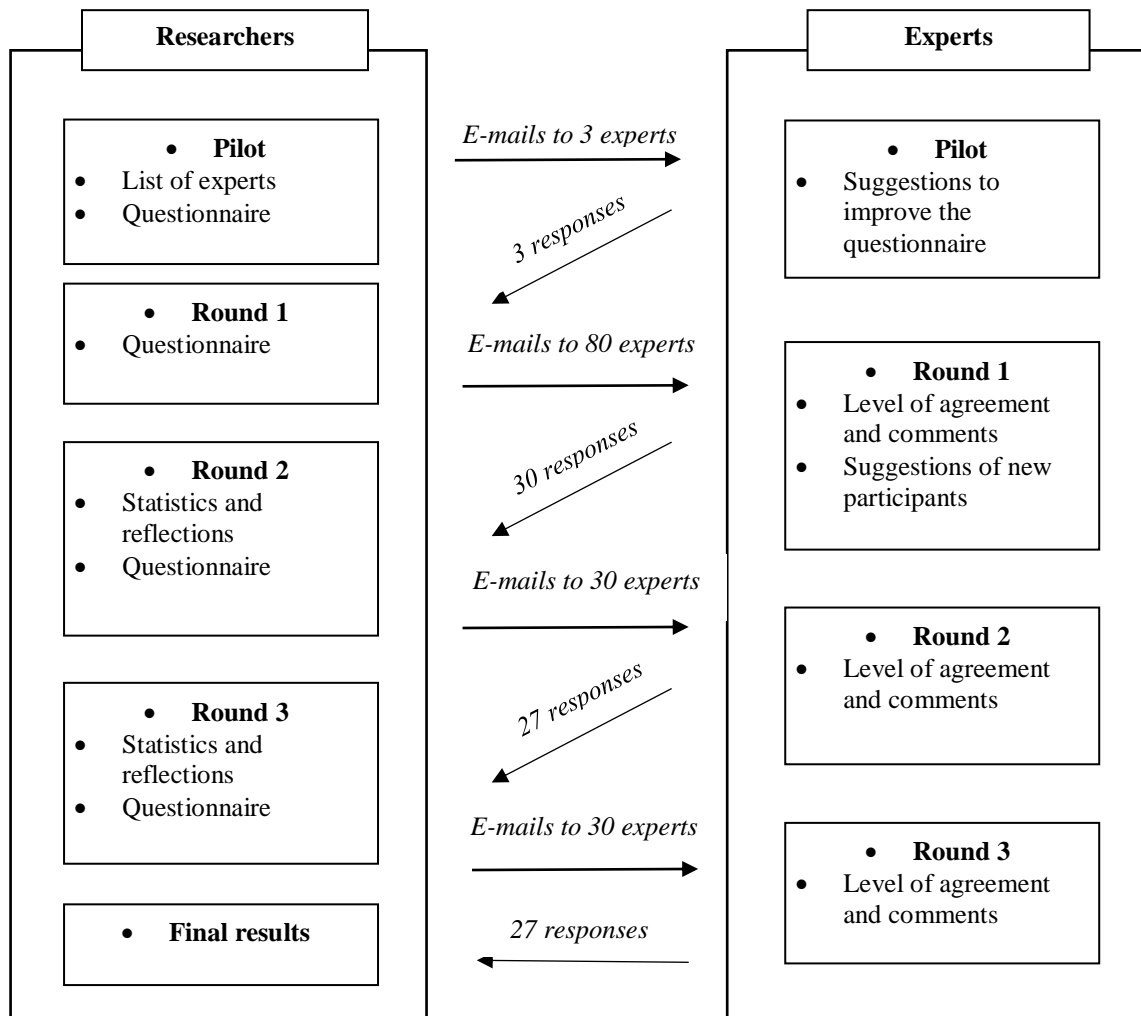 Researchers
Experts
• Pilot
• List of experts
• Questionnaire
E-mails to 3 experts
• Pilot
• Suggestions to
improve the
questionnaire
3 responses
• Round 1
• Questionnaire
E-mails to 80 experts
• Round 1
• Level of agreement
and comments
• Suggestions of new
participants
30 responses
• Round 2
• Statistics and
reflections
• Questionnaire
E-mails to 30 experts
• Round 2
• Level of agreement
and comments
27 responses
• Round 3
• Statistics and
reflections
• Questionnaire
E-mails to 30 experts
• Round 3
• Level of agreement
and comments
27 responses
• Final results